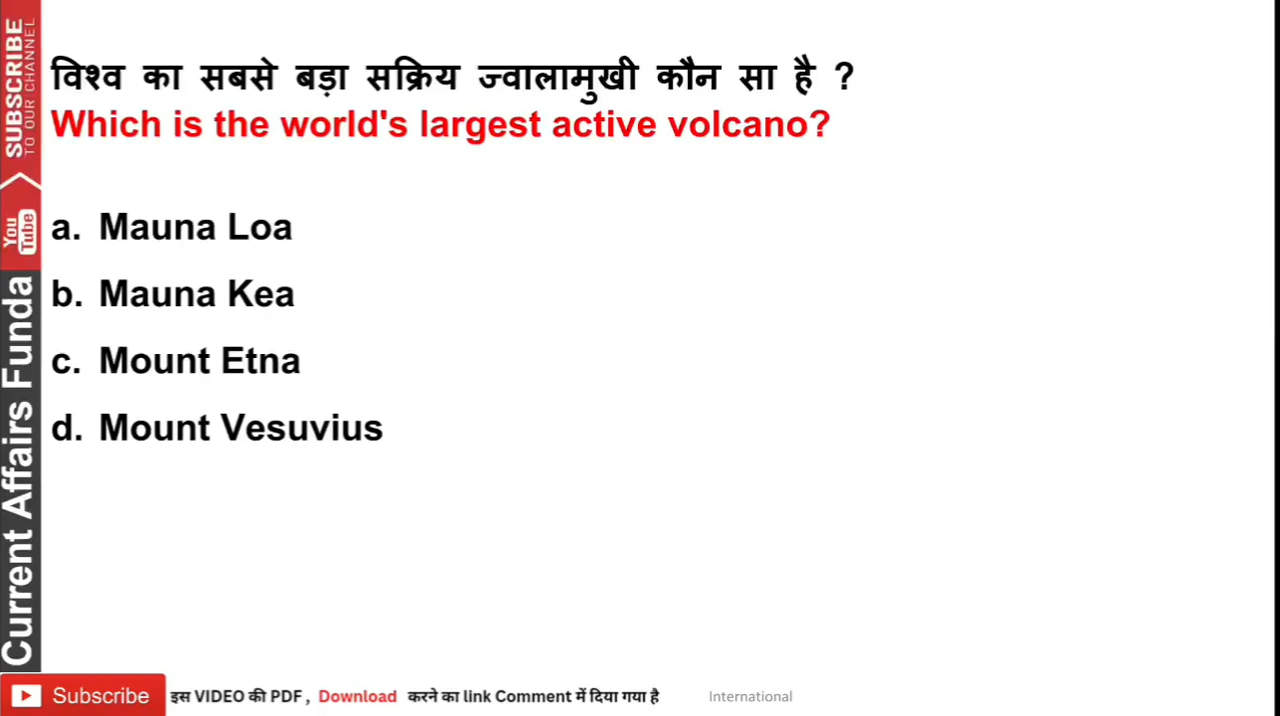 विश्व का सबसे बड़ा सक्रिय ज्वालामुखी कौन सा है ?
Which is the world's largest active volcano?
a. Mauna Loa
b. Mauna Kea
c. Mount Etna
d. Mount Vesuvius
SUBSCRIBE
TO OUR CHANNEL
You
Tube
Current Affairs Funda
Subscribe
इस VIDEO की PDF , Download करने का link Comment में दिया गया है
International